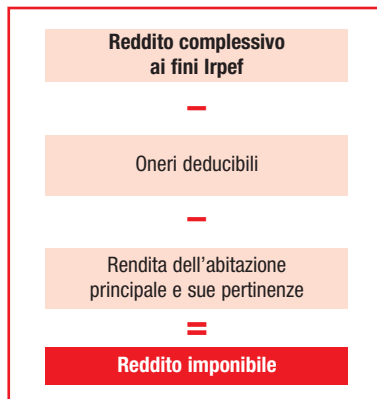 Reddito complessivo
ai fini Irpef
–
Oneri deducibili
–
Rendita dell'abitazione
principale e sue pertinenze
=
Reddito imponibile